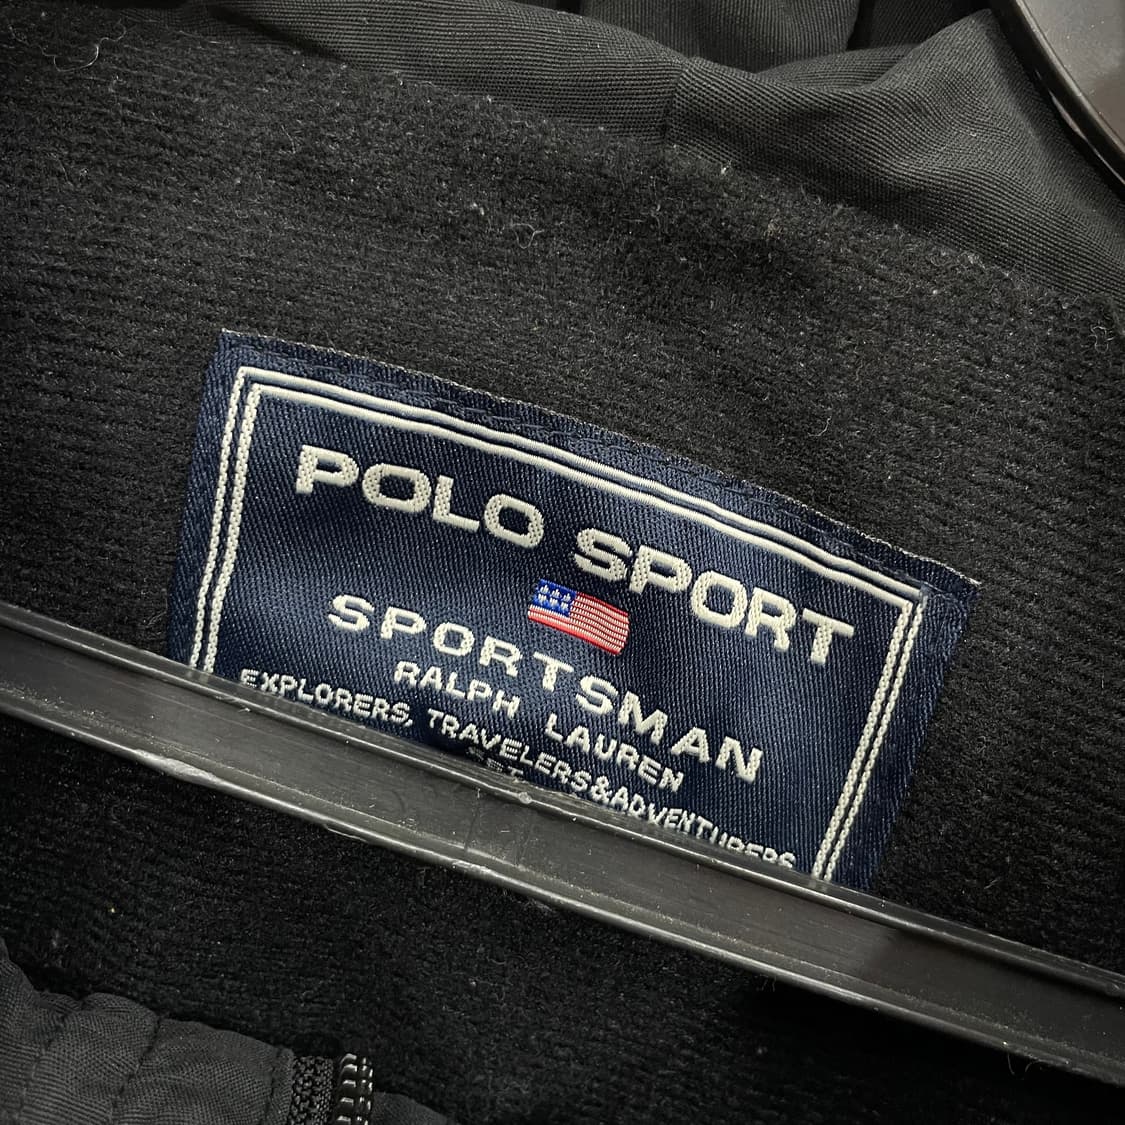 POLO SPORT
SPORTSMAN
RALPH LAUREN
EXPLORERS, TRAVELERS&ADVENTURERS